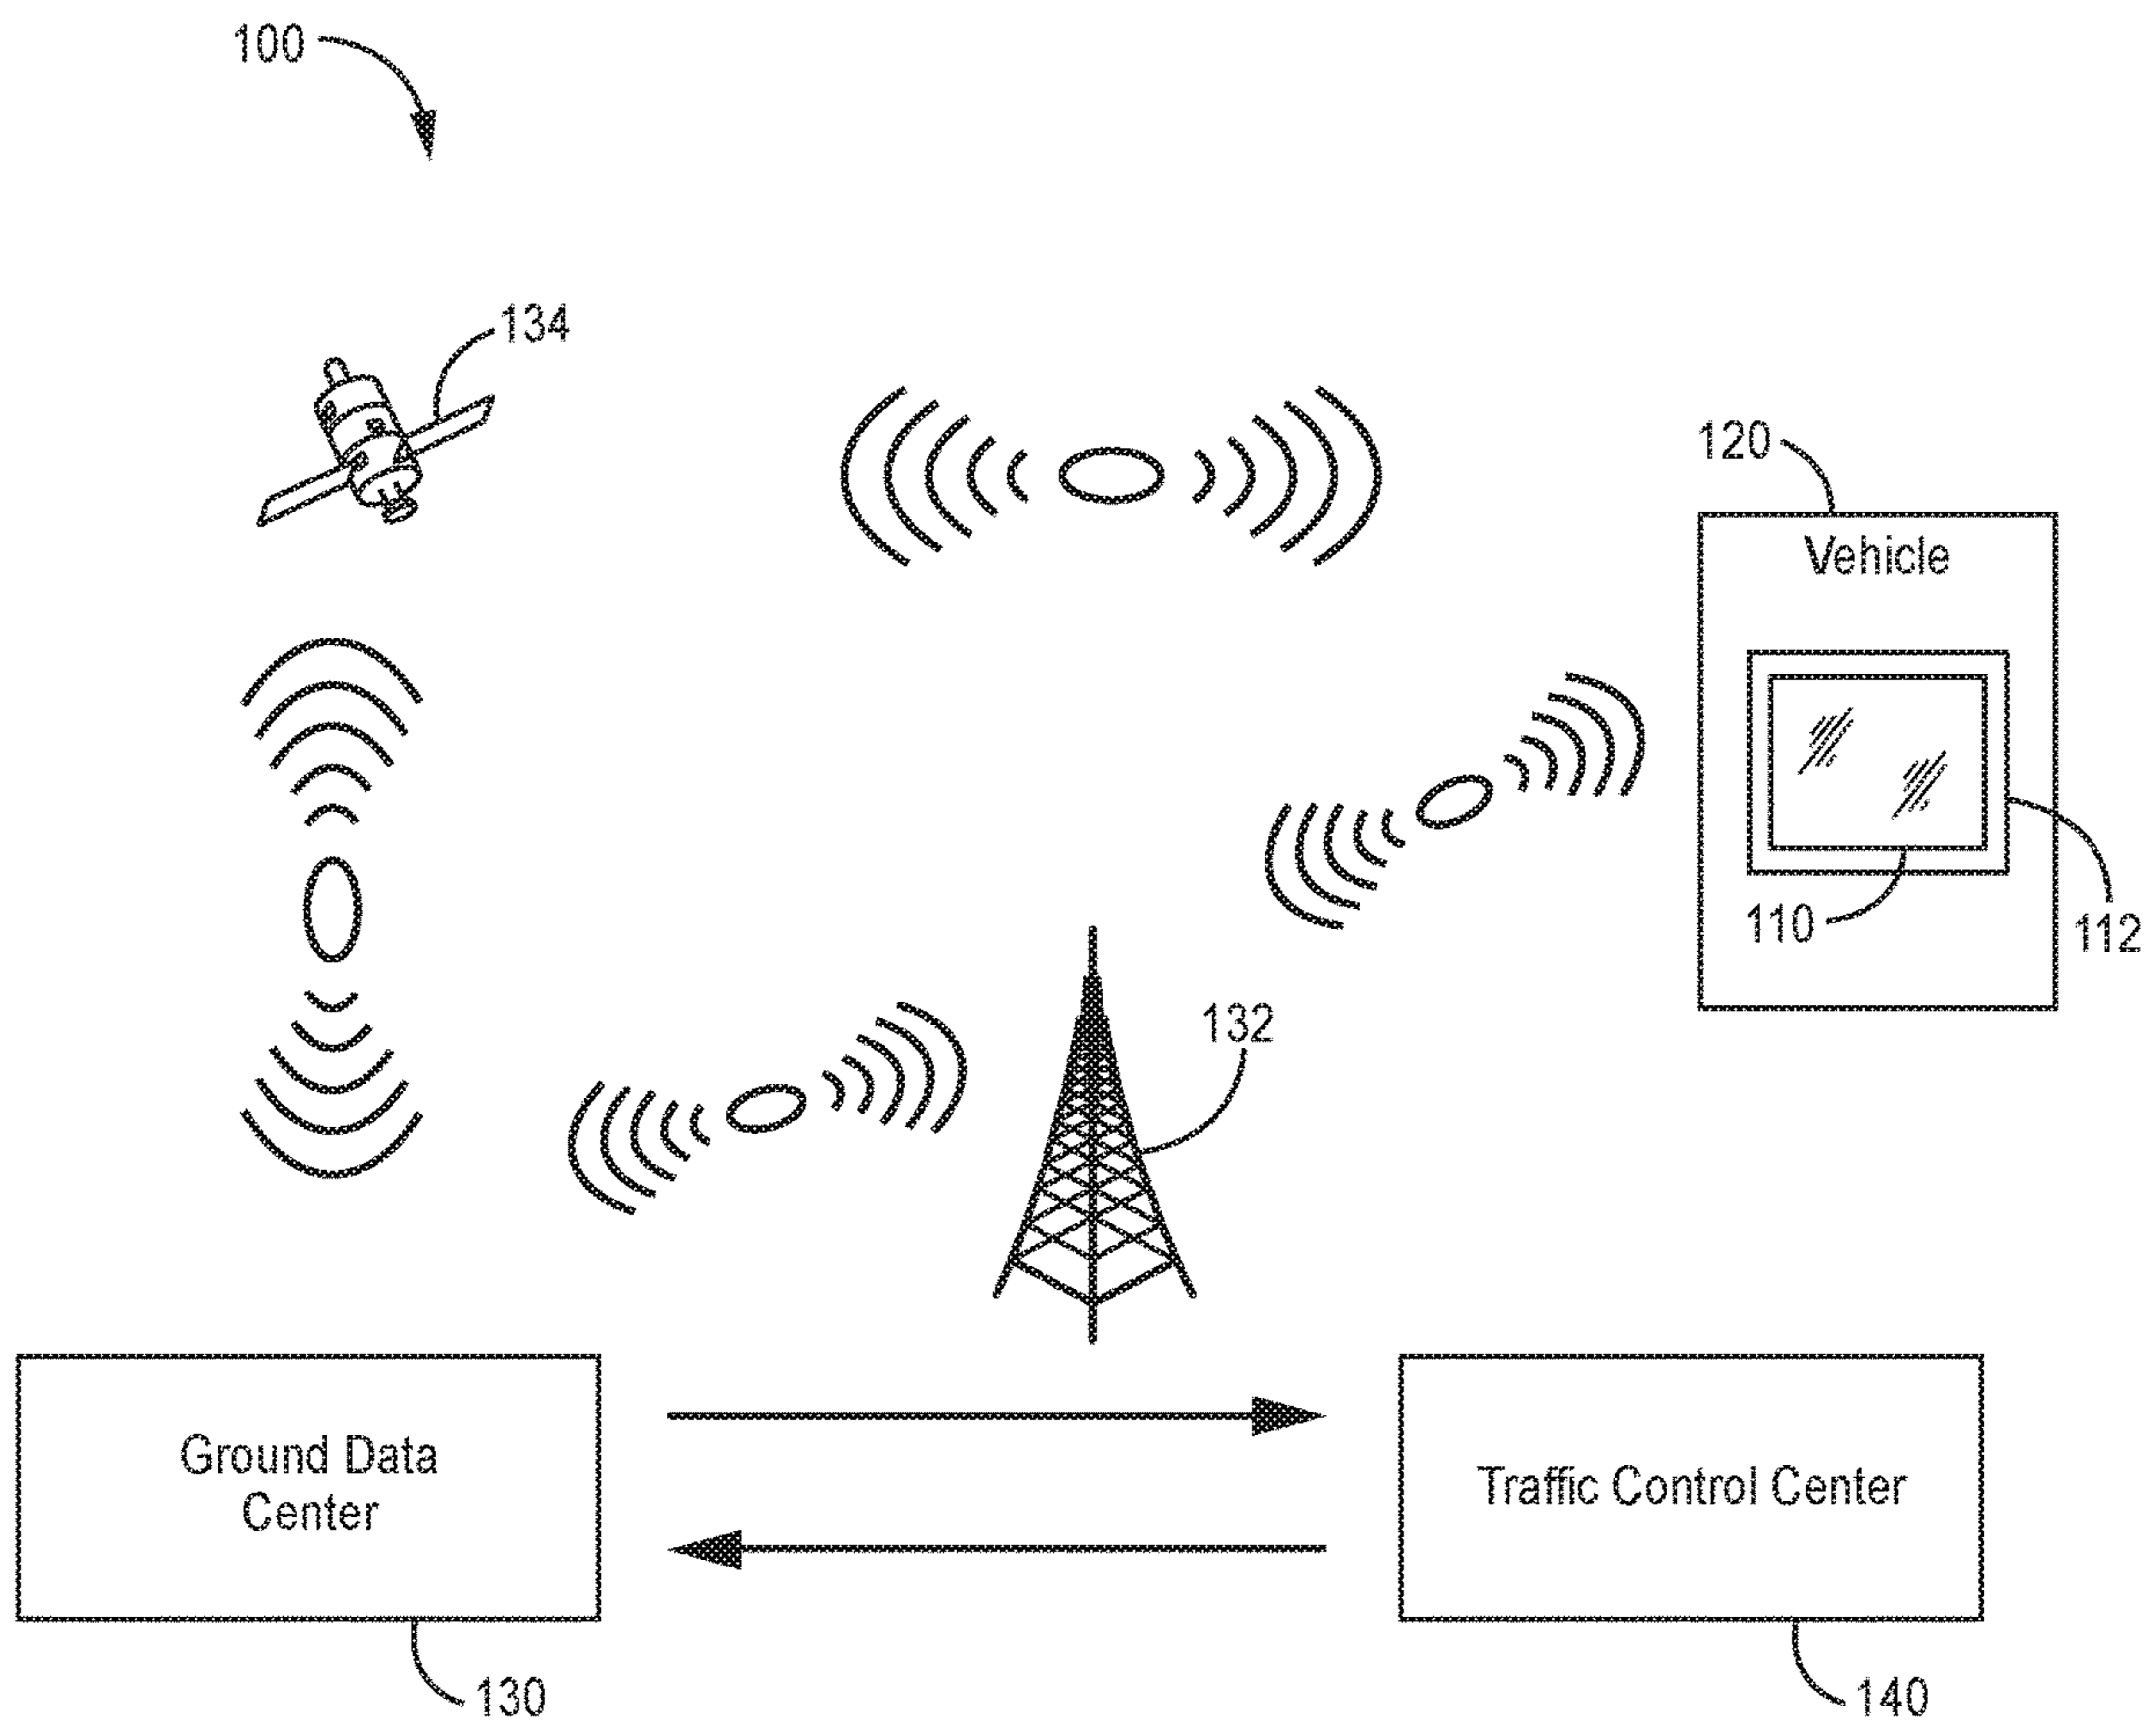 100
134
120
Vehicle
110
112
132
Ground Data
Center
Traffic Control Center
130
140